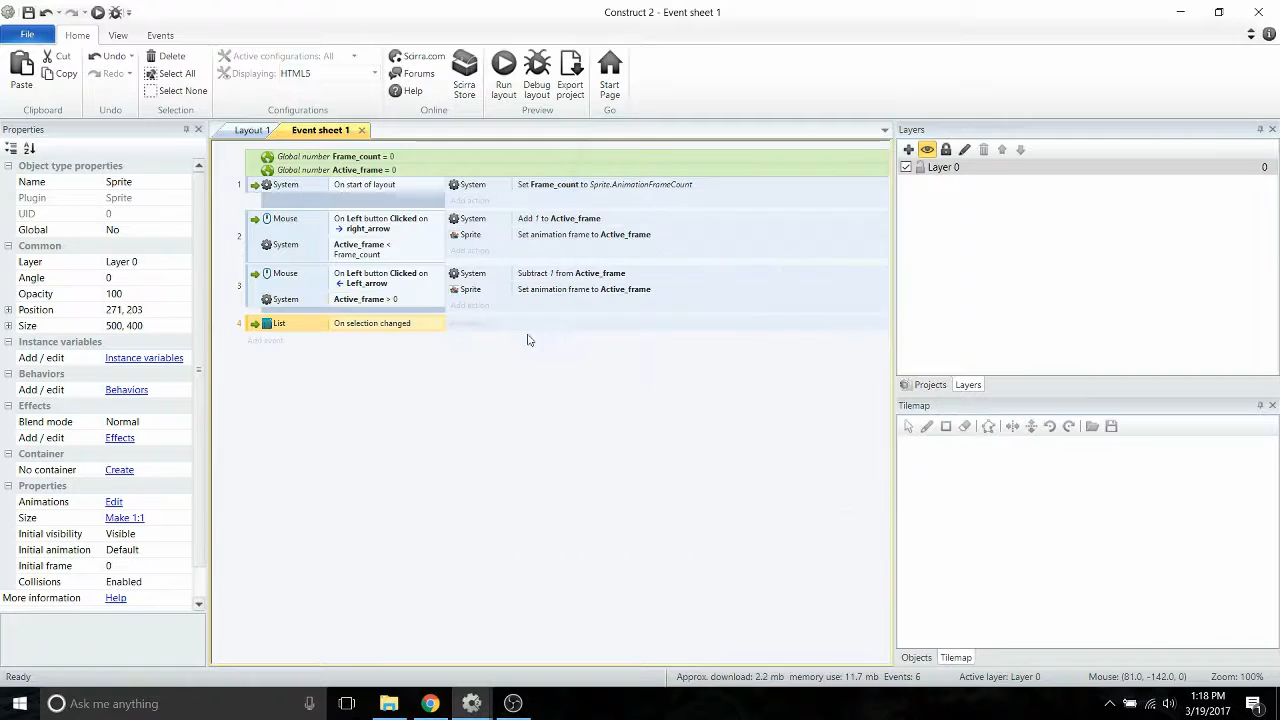 Construct 2 - Event sheet 1
File
Home
View
Events
Paste
Cut
Copy
Clipboard
Undo
Redo
Undo
Delete
Select All
Select None
Selection
Active configurations: All
Displaying: HTML5
Configurations
Scirra.com
Forums
Help
Online
Scirra Store
Run layout
Debug layout
Export project
Preview
Start Page
Go
Properties
Object type properties
Name Sprite
Plugin Sprite
UID 0
Global No
Common
Layer Layer 0
Angle 0
Opacity 100
Position 271, 203
Size 500, 400
Instance variables
Add / edit Instance variables
Behaviors
Add / edit Behaviors
Effects
Blend mode Normal
Add / edit Effects
Container
No container Create
Properties
Animations Edit
Size Make 1:1
Initial visibility Visible
Initial animation Default
Initial frame 0
Collisions Enabled
More information Help
Layout 1
Event sheet 1
Global number Frame_count = 0
Global number Active_frame = 0
1 System On start of layout System Set Frame_count to Sprite.AnimationFrameCount
Add action
2 Mouse On Left button Clicked on right_arrow System Add 1 to Active_frame
Sprite Set animation frame to Active_frame
System Active_frame < Frame_count
Add action
3 Mouse On Left button Clicked on Left_arrow System Subtract 1 from Active_frame
Sprite Set animation frame to Active_frame
System Active_frame > 0
Add action
4 List On selection changed
Add event
Layers
Layer 0 0
Projects
Layers
Tilemap
Objects
Tilemap
Ready
Approx. download: 2.2 mb memory use: 11.7 mb Events: 6 Active layer: Layer 0 Mouse: (81.0, -142.0, 0) Zoom: 100%
Ask me anything
1:18 PM
3/19/2017